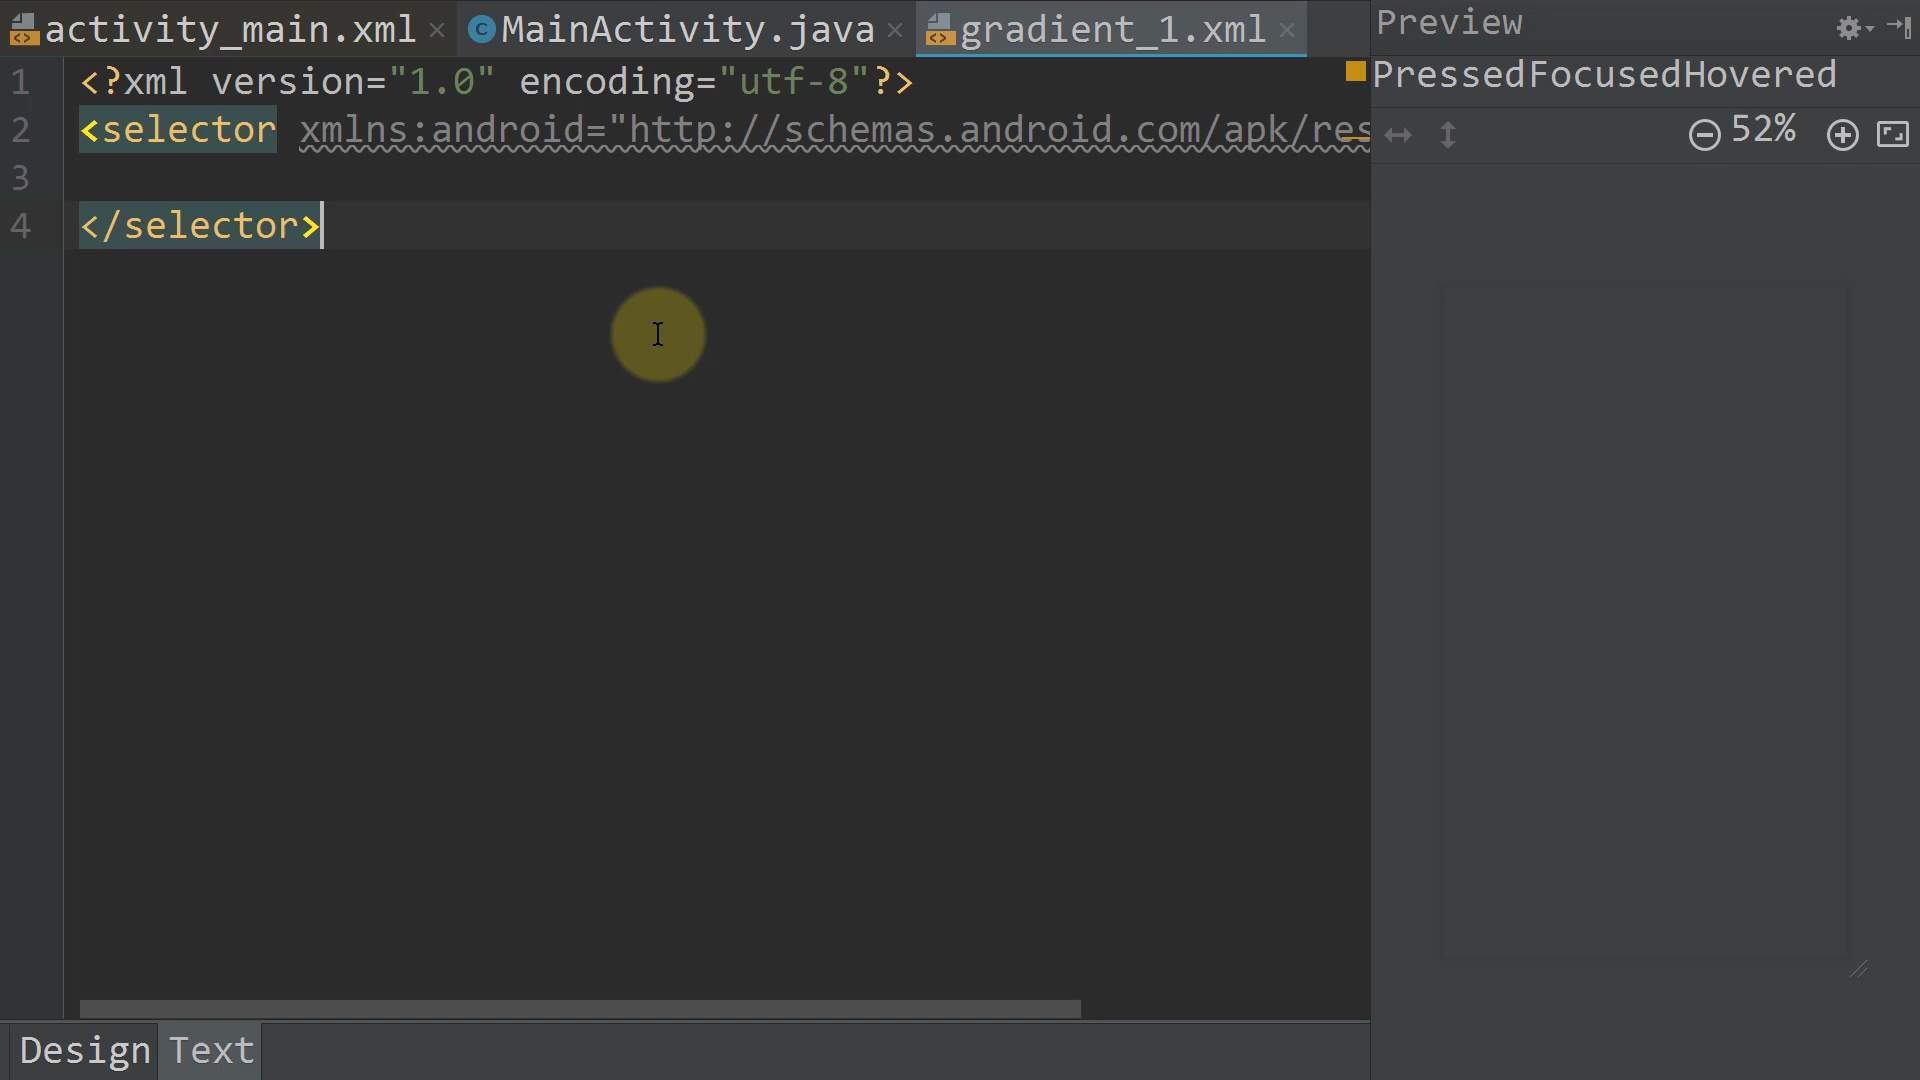 activity_main.xml MainActivity.java gradient_1.xml Preview
1 <?xml version="1.0" encoding="utf-8"?> PressedFocusedHovered
2 <selector xmlns:android="http://schemas.android.com/apk/res 52%
3
4 </selector>
Design Text